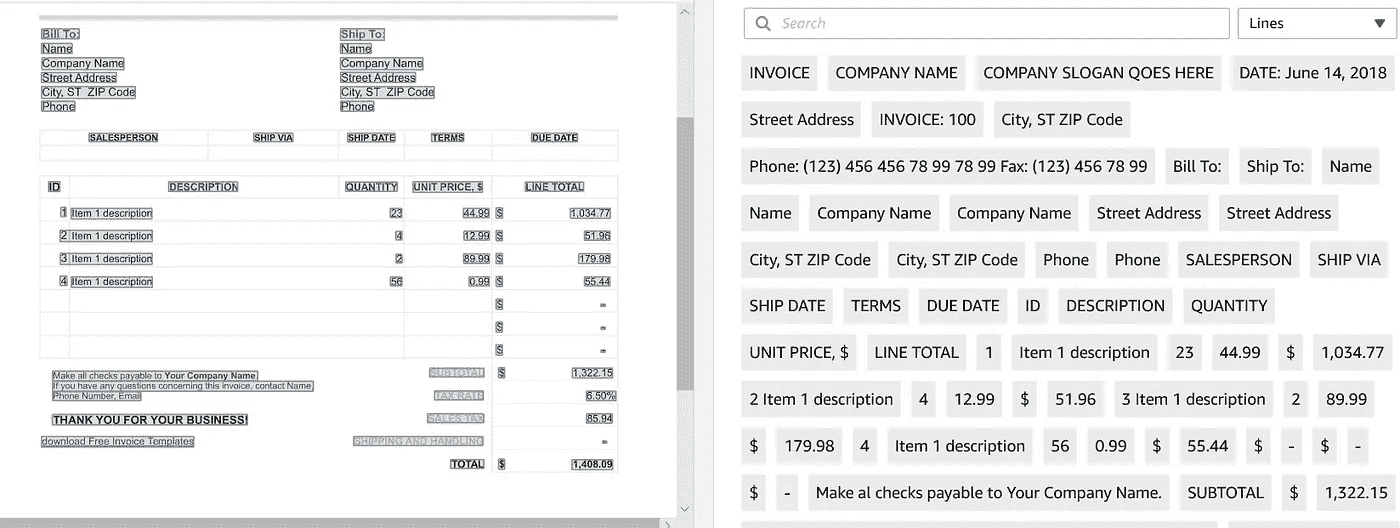 Bill To:
Ship To:
Name
Name
Company Name
Company Name
Street Address
Street Address
City, ST ZIP Code
City, ST ZIP Code
Phone
Phone
SALESPERSON SHIP VIA SHIP DATE TERMS DUE DATE
ID DESCRIPTION QUANTITY UNIT PRICE, $ LINE TOTAL
1 Item 1 description 23 44.99 $ 1,034.77
2 Item 1 description 4 12.99 $ 51.96
3 Item 1 description 2 89.99 $ 179.98
4 Item 1 description 56 0.99 $ 55.44
$ -
$ -
$ -
Make all checks payable to Your Company Name.
If you have any questions concerning this invoice, contact Name,
Phone Number, Email
THANK YOU FOR YOUR BUSINESS!
download Free Invoice Templates
SUBTOTAL $ 1,322.15
TAX RATE 6.50%
SALES TAX 85.94
SHIPPING AND HANDLING -
TOTAL $ 1,408.09
Search
Lines
INVOICE COMPANY NAME COMPANY SLOGAN QOES HERE DATE: June 14, 2018
Street Address INVOICE: 100 City, ST ZIP Code
Phone: (123) 456 456 78 99 78 99 Fax: (123) 456 78 99 Bill To: Ship To: Name
Name Company Name Company Name Street Address Street Address
City, ST ZIP Code City, ST ZIP Code Phone Phone SALESPERSON SHIP VIA
SHIP DATE TERMS DUE DATE ID DESCRIPTION QUANTITY
UNIT PRICE, $ LINE TOTAL 1 Item 1 description 23 44.99 $ 1,034.77
2 Item 1 description 4 12.99 $ 51.96 3 Item 1 description 2 89.99
$ 179.98 4 Item 1 description 56 0.99 $ 55.44 $ - $ -
$ - Make al checks payable to Your Company Name. SUBTOTAL $ 1,322.15